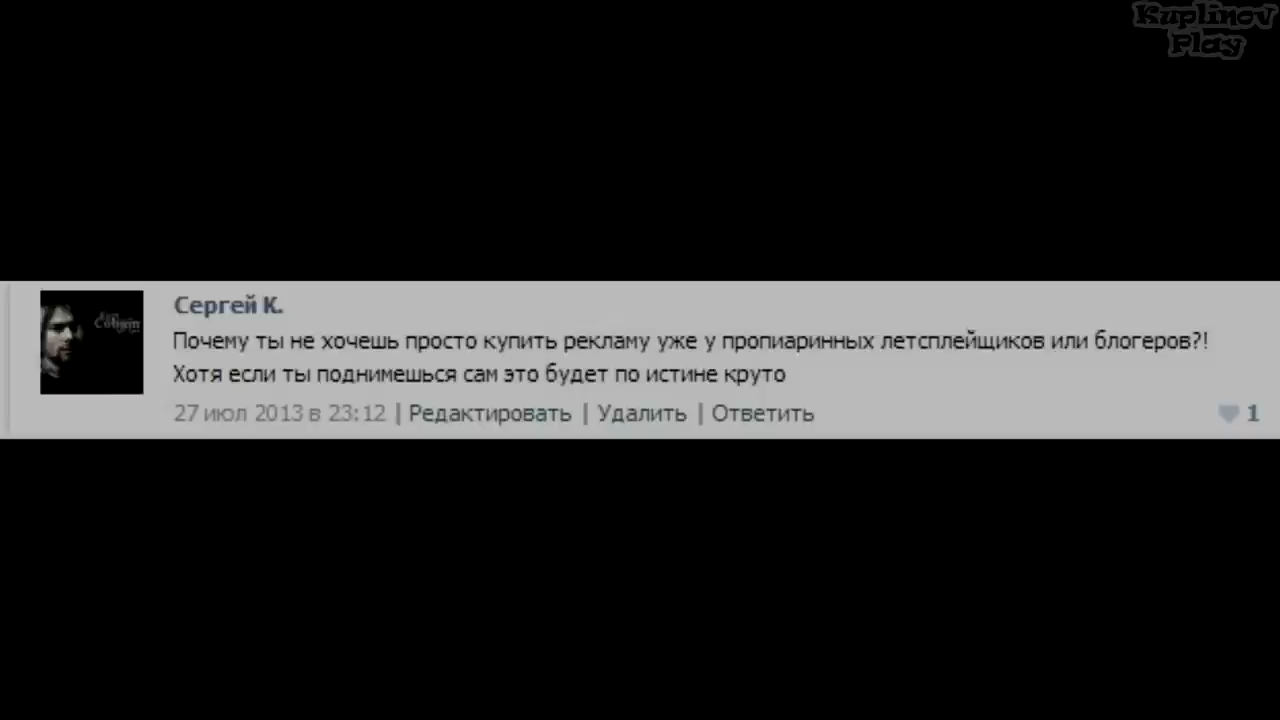 Kuplinov
Play
Сергей К.
Почему ты не хочешь просто купить рекламу уже у пропиаринных летсплейщиков или блогеров?!
Хотя если ты поднимешься сам это будет по истине круто
27 июл 2013 в 23:12 | Редактировать | Удалить | Ответить
1